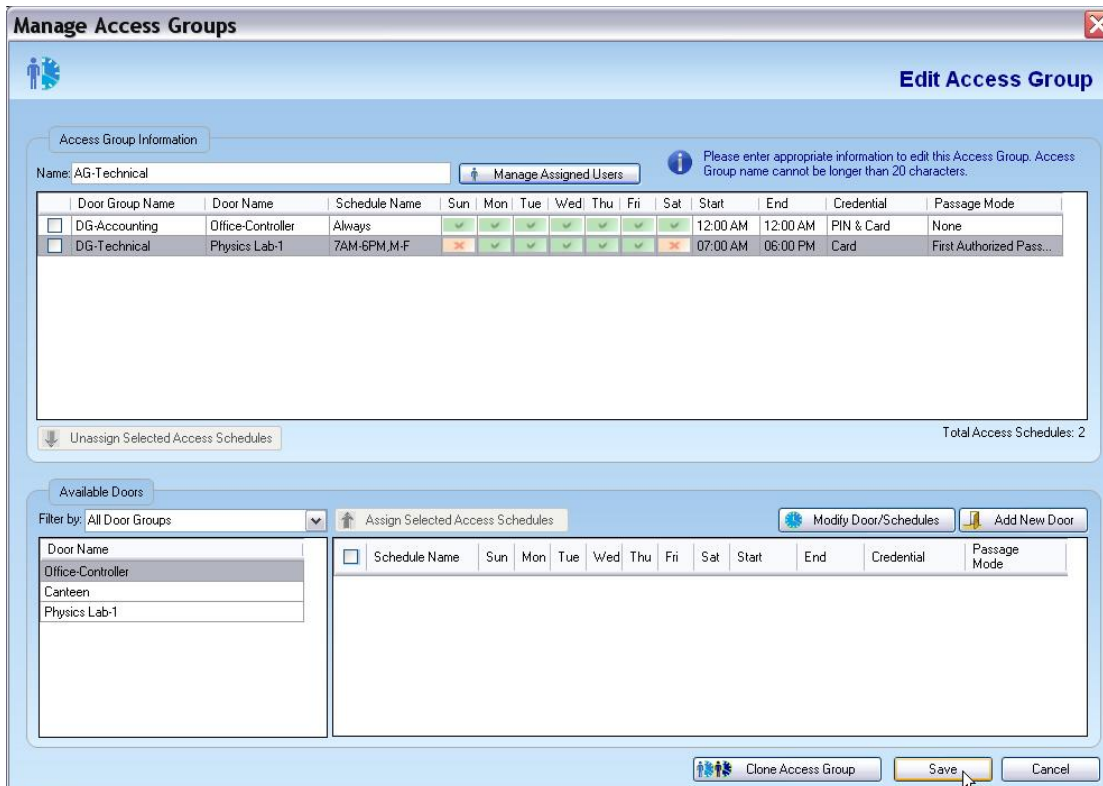 Manage Access Groups
Edit Access Group
Access Group Information
Name: AG-Technical
Manage Assigned Users
Please enter appropriate information to edit this Access Group. Access
Group name cannot be longer than 20 characters.
Door Group Name Door Name Schedule Name Sun Mon Tue Wed Thu Fri Sat Start End Credential Passage Mode
DG-Accounting Office-Controller Always 12:00 AM 12:00 AM PIN & Card None
DG-Technical Physics Lab-1 7AM-6PM,M-F 07:00 AM 06:00 PM Card First Authorized Pass...
Unassign Selected Access Schedules
Total Access Schedules: 2
Available Doors
Filter by: All Door Groups
Assign Selected Access Schedules
Modify Door/Schedules
Add New Door
Door Name
Office-Controller
Canteen
Physics Lab-1
Schedule Name Sun Mon Tue Wed Thu Fri Sat Start End Credential Passage
Mode
Clone Access Group
Save
Cancel